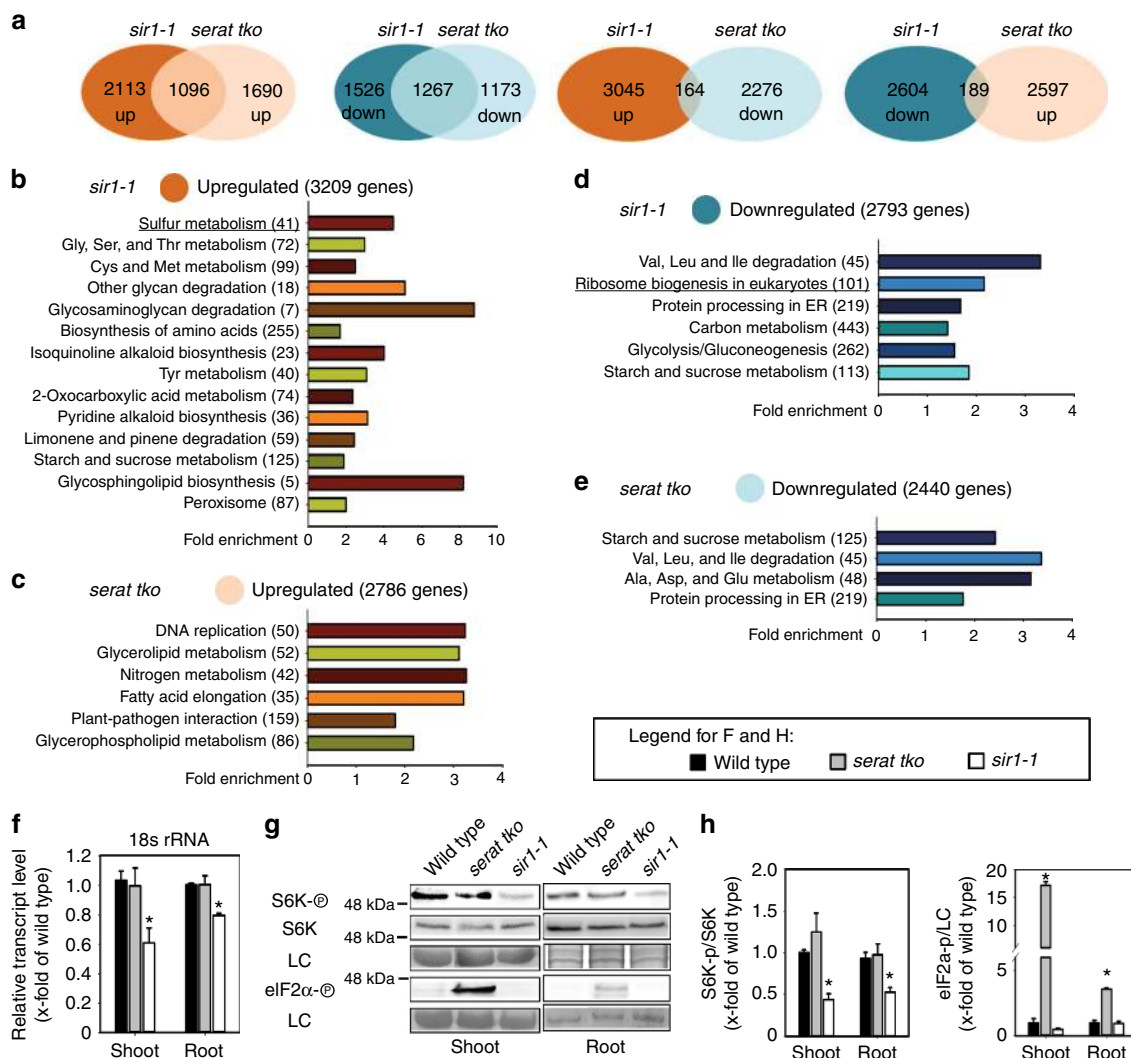 a
sir1-1 serat tko
2113 up 1096 1690 up
sir1-1 serat tko
1526 down 1267 1173 down
sir1-1 serat tko
3045 up 164 2276 down
sir1-1 serat tko
2604 down 189 2597 up
b
sir1-1 Upregulated (3209 genes)
Sulfur metabolism (41)
Gly, Ser, and Thr metabolism (72)
Cys and Met metabolism (99)
Other glycan degradation (18)
Glycosaminoglycan degradation (7)
Biosynthesis of amino acids (255)
Isoquinoline alkaloid biosynthesis (23)
Tyr metabolism (40)
2-Oxocarboxylic acid metabolism (74)
Pyridine alkaloid biosynthesis (36)
Limonene and pinene degradation (59)
Starch and sucrose metabolism (125)
Glycosphingolipid biosynthesis (5)
Peroxisome (87)
Fold enrichment 0 2 4 6 8 10
c
serat tko Upregulated (2786 genes)
DNA replication (50)
Glycerolipid metabolism (52)
Nitrogen metabolism (42)
Fatty acid elongation (35)
Plant-pathogen interaction (159)
Glycerophospholipid metabolism (86)
Fold enrichment 0 1 2 3 4
d
sir1-1 Downregulated (2793 genes)
Val, Leu and Ile degradation (45)
Ribosome biogenesis in eukaryotes (101)
Protein processing in ER (219)
Carbon metabolism (443)
Glycolysis/Gluconeogenesis (262)
Starch and sucrose metabolism (113)
Fold enrichment 0 1 2 3 4
e
serat tko Downregulated (2440 genes)
Starch and sucrose metabolism (125)
Val, Leu, and Ile degradation (45)
Ala, Asp, and Glu metabolism (48)
Protein processing in ER (219)
Fold enrichment 0 1 2 3 4
Legend for F and H:
Wild type serat tko sir1-1
f
18s rRNA
Relative transcript level
(x-fold of wild type)
1.2
1.0
0.8
0.6
0.4
0.2
0
* *
Shoot Root
g
Wild type serat tko sir1-1 Wild type serat tko sir1-1
S6K-Ⓟ
48 kDa
S6K
48 kDa
LC
eIF2α-Ⓟ
LC
Shoot Root
h
S6K-p/S6K
(x-fold of wild type)
2.0
1.5
1.0
0.5
0.0
* *
Shoot Root
eIF2a-p/LC
(x-fold of wild type)
20
15
10
5
0
* *
Shoot Root